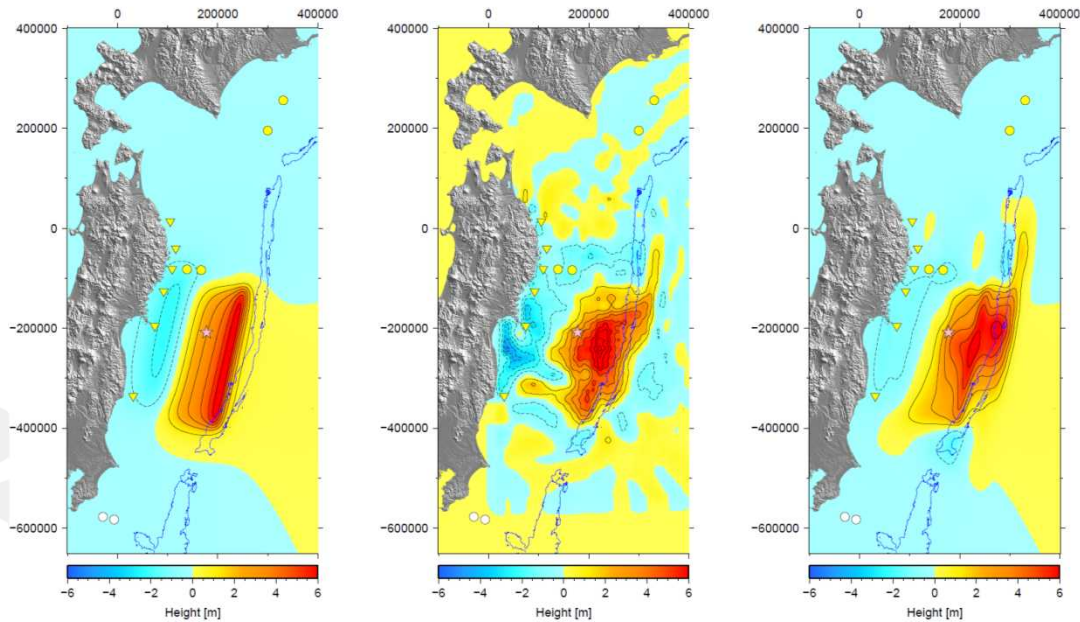 0 200000 400000 0 200000 400000 0 200000 400000
400000 400000 400000
200000 200000 200000
0 0 0
−200000 −200000 −200000
−400000 −400000 −400000
−600000 −600000 −600000
−6 −4 −2 0 2 4 6 −6 −4 −2 0 2 4 6 −6 −4 −2 0 2 4 6
Height [m] Height [m] Height [m]